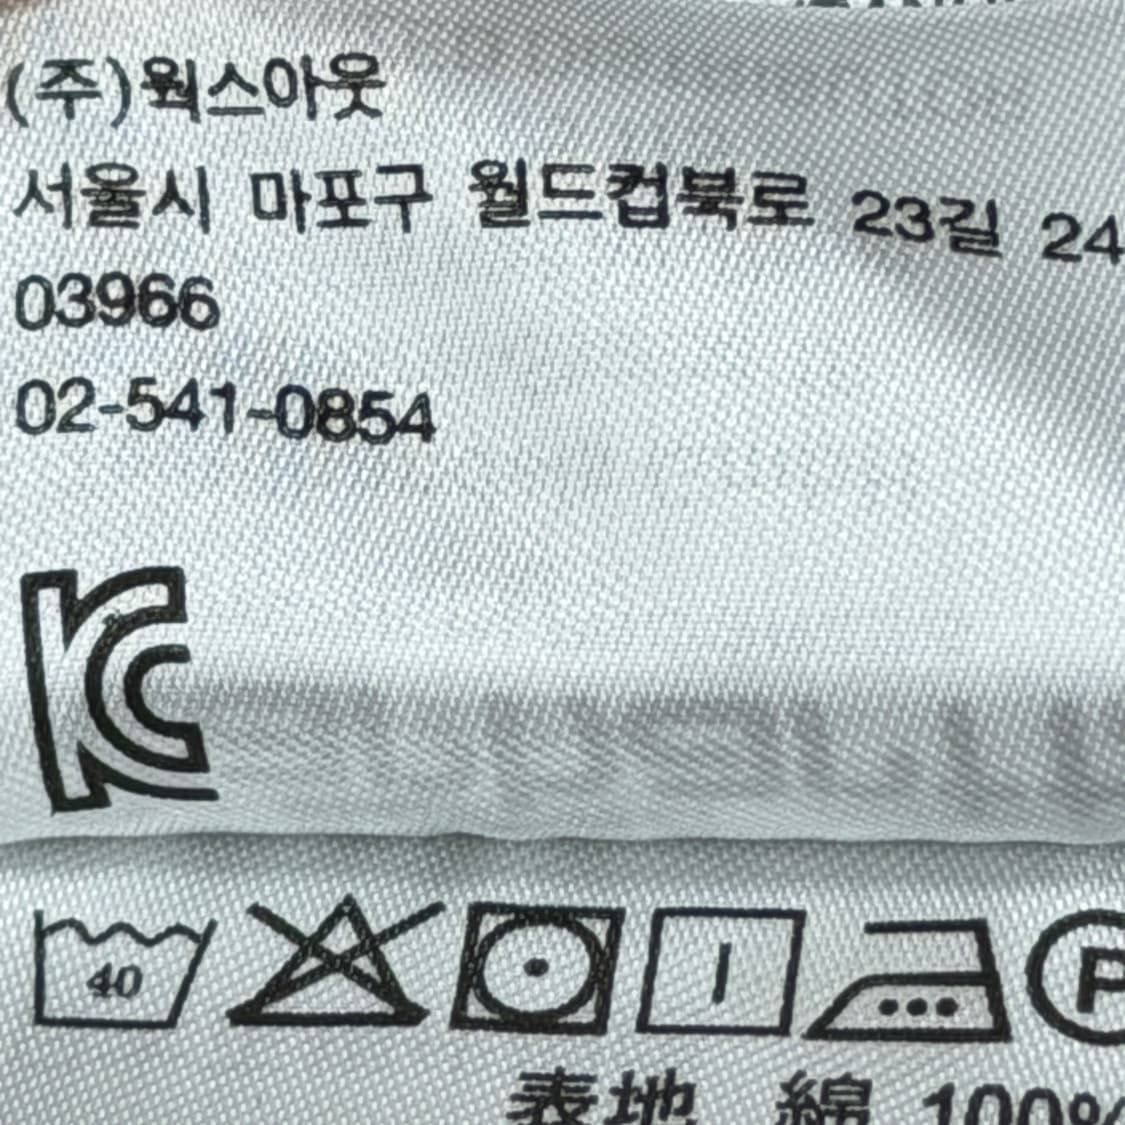 (주)웍스아웃
서울시 마포구 월드컵북로 23길 24
03966
02-541-0854
KC
40
P
表地 綿 100%